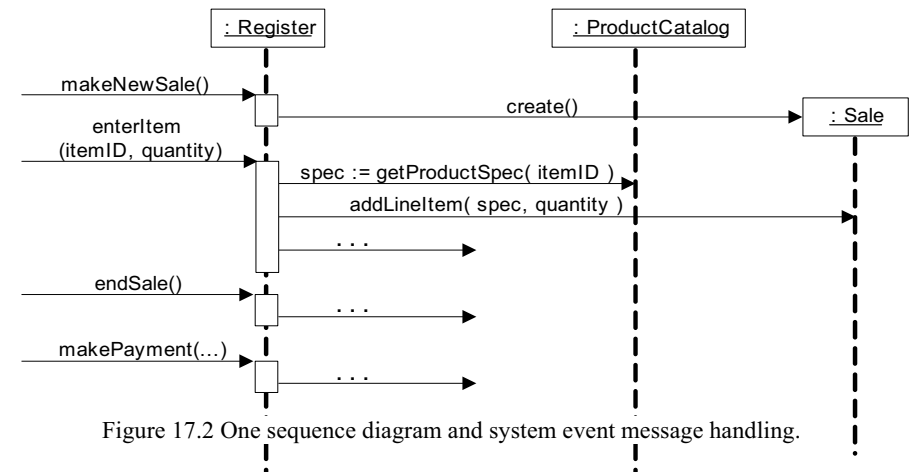 : Register
: ProductCatalog
makeNewSale()
create()
: Sale
enterItem
(itemID, quantity)
spec := getProductSpec( itemID )
addLineItem( spec, quantity )
. . .
endSale()
. . .
makePayment(...)
. . .
Figure 17.2 One sequence diagram and system event message handling.